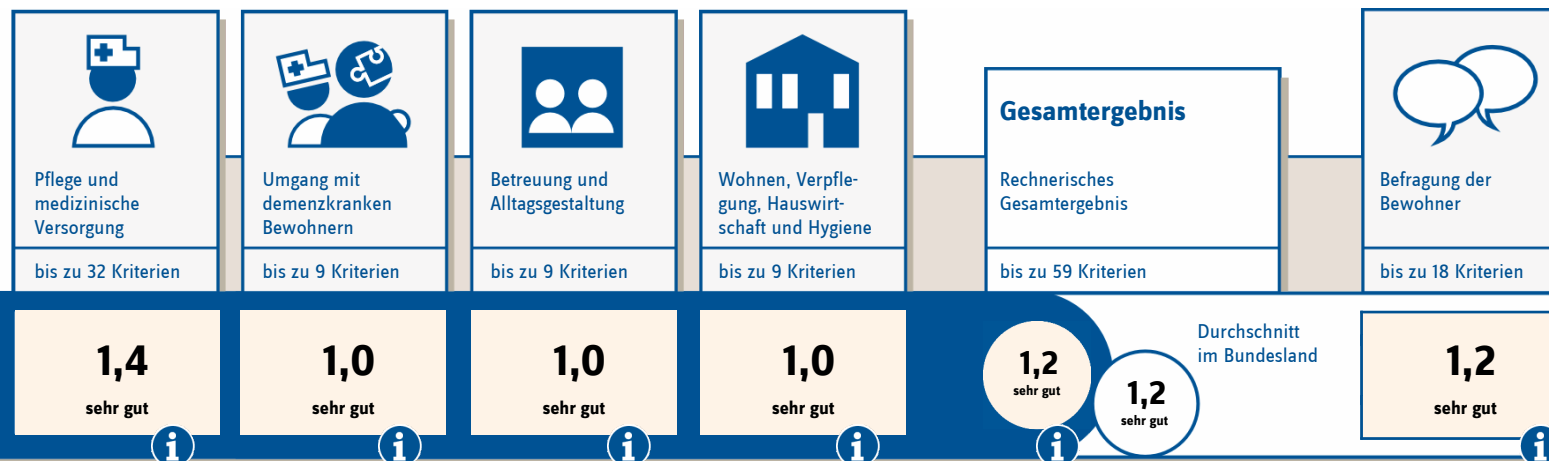 Pflege und
medizinische
Versorgung
bis zu 32 Kriterien
1,4
sehr gut
i
Umgang mit
demenzkranken
Bewohnern
bis zu 9 Kriterien
1,0
sehr gut
i
Betreuung und
Alltagsgestaltung
bis zu 9 Kriterien
1,0
sehr gut
i
Wohnen, Verpfle-
gung, Hauswirt-
schaft und Hygiene
bis zu 9 Kriterien
1,0
sehr gut
i
Gesamtergebnis
Rechnerisches
Gesamtergebnis
bis zu 59 Kriterien
1,2
sehr gut
i
Durchschnitt
im Bundesland
1,2
sehr gut
Befragung der
Bewohner
bis zu 18 Kriterien
1,2
sehr gut
i